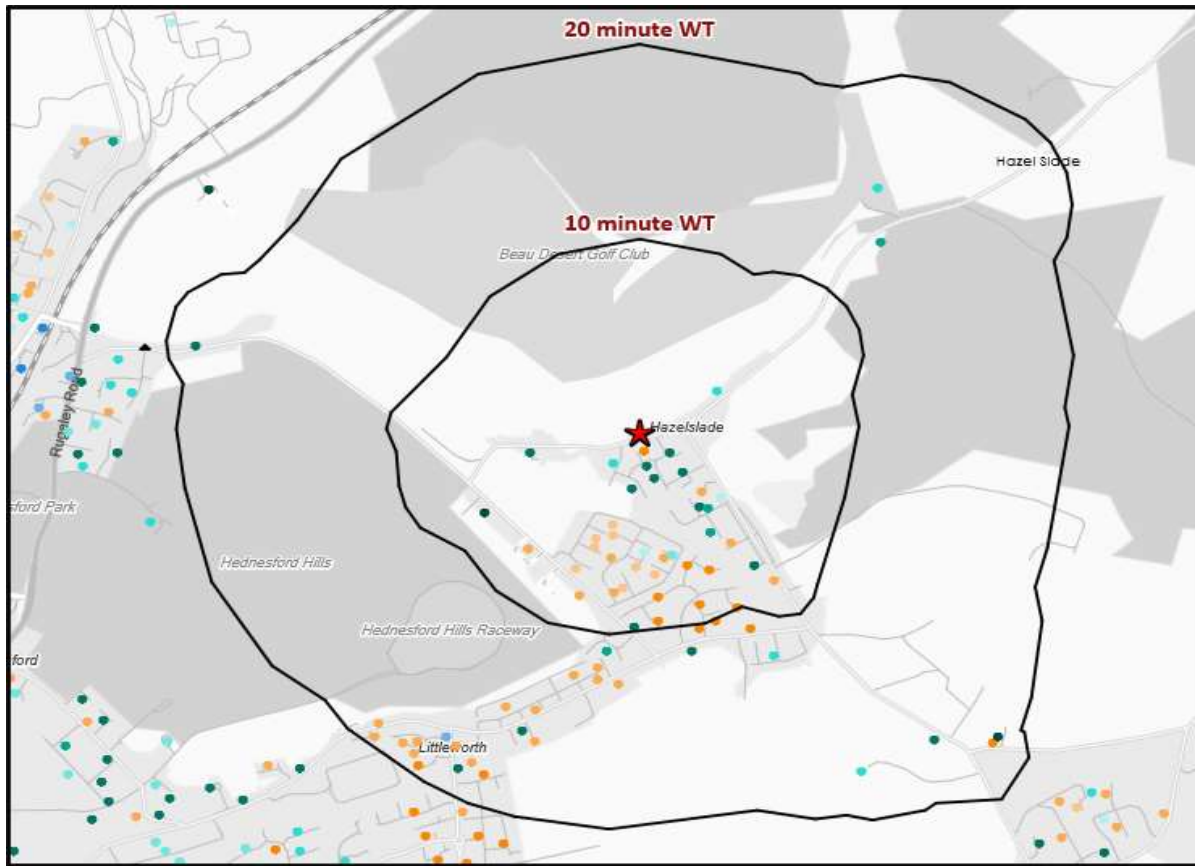 20 minute WT
Hazel Slade
10 minute WT
Beau Desert Golf Club
Rugeley Road
Hazelslade
sford Park
Hednesford Hills
Hednesford Hills Raceway
ford
Littleworth